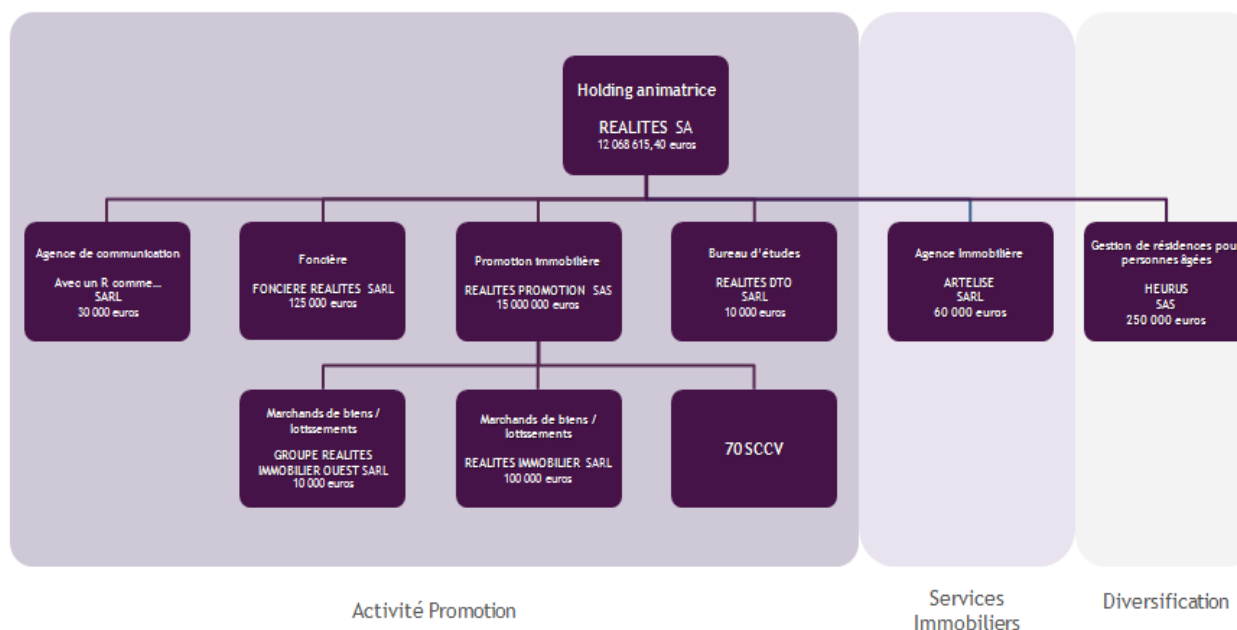 Holding animatrice
REALITES SA
12 068 615,40 euros
Agence de communication
Avec un R comme...
SARL
30 000 euros
Foncière
FONCIERE REALITES SARL
125 000 euros
Promotion immobilière
REALITES PROMOTION SAS
15 000 000 euros
Bureau d'études
REALITES DTO
SARL
10 000 euros
Agence Immobilière
ARTELISE
SARL
60 000 euros
Gestion de résidences pour
personnes âgées
HEURUS
SAS
250 000 euros
Marchands de biens /
lotissements
GROUPE REALITES
IMMOBILIER OUEST SARL
10 000 euros
Marchands de biens /
lotissements
REALITES IMMOBILIER SARL
100 000 euros
70 SCCV
Activité Promotion
Services
Immobiliers
Diversification